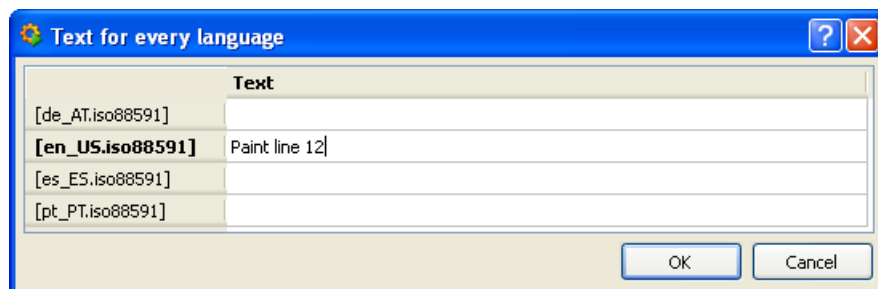 Text for every language
Text
[de_AT.iso88591]
[en_US.iso88591] Paint line 12
[es_ES.iso88591]
[pt_PT.iso88591]
OK Cancel